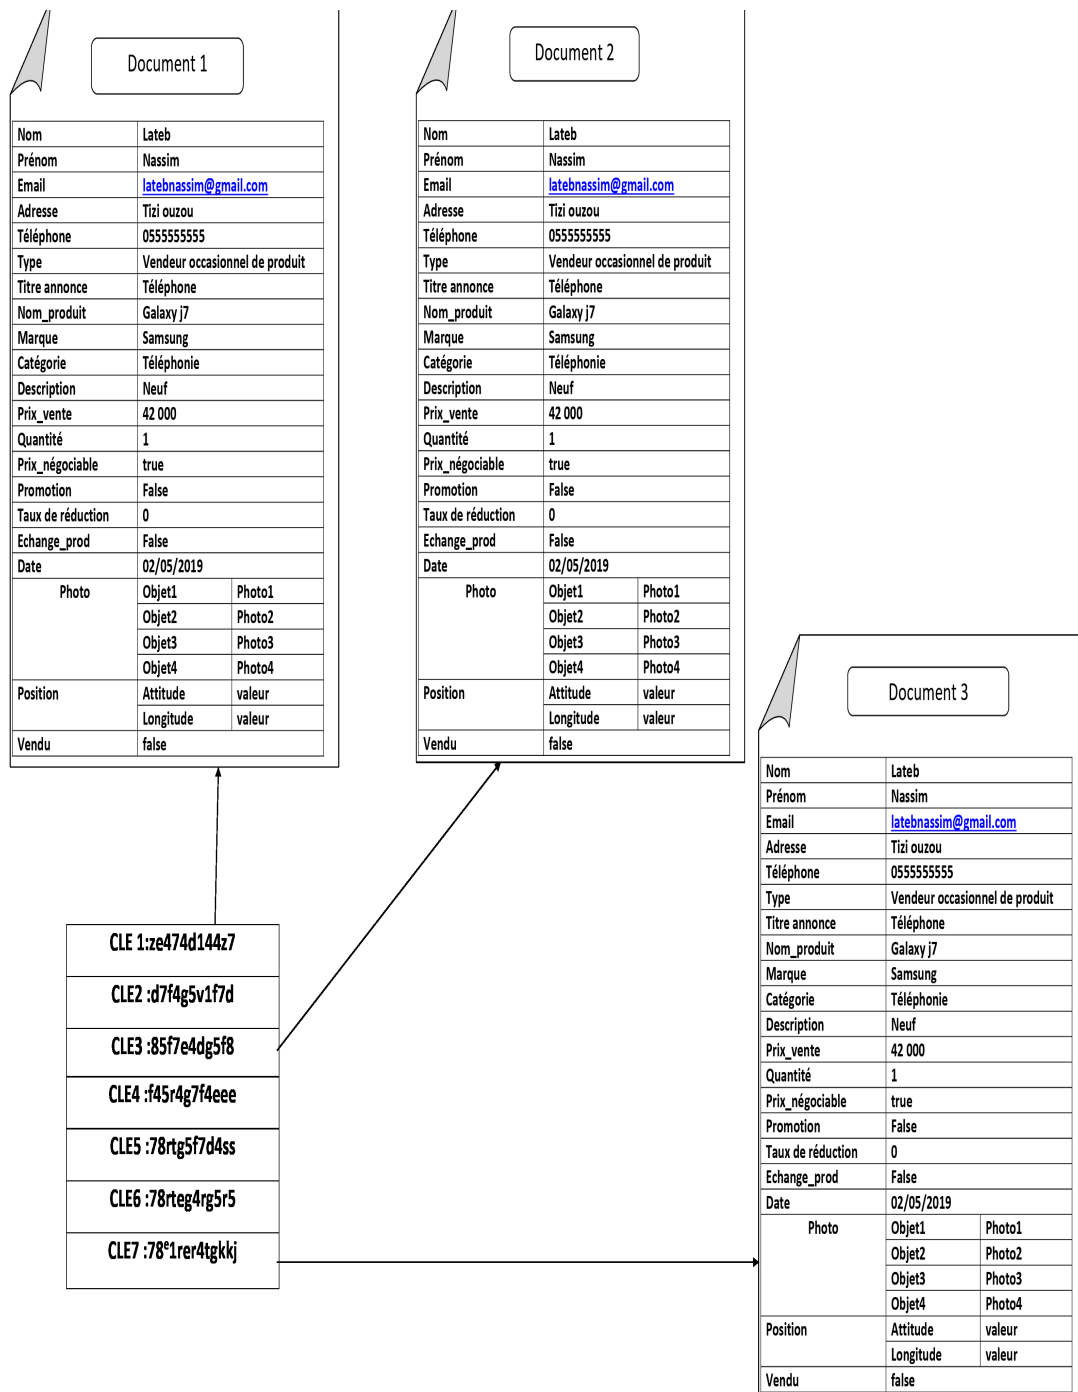 Document 1
Nom Lateb
Prénom Nassim
Email latebnassim@gmail.com
Adresse Tizi ouzou
Téléphone 0555555555
Type Vendeur occasionnel de produit
Titre annonce Téléphone
Nom_produit Galaxy j7
Marque Samsung
Catégorie Téléphonie
Description Neuf
Prix_vente 42 000
Quantité 1
Prix_négociable true
Promotion False
Taux de réduction 0
Echange_prod False
Date 02/05/2019
Photo Objet1 Photo1
Objet2 Photo2
Objet3 Photo3
Objet4 Photo4
Position Attitude valeur
Longitude valeur
Vendu false
Document 2
Nom Lateb
Prénom Nassim
Email latebnassim@gmail.com
Adresse Tizi ouzou
Téléphone 0555555555
Type Vendeur occasionnel de produit
Titre annonce Téléphone
Nom_produit Galaxy j7
Marque Samsung
Catégorie Téléphonie
Description Neuf
Prix_vente 42 000
Quantité 1
Prix_négociable true
Promotion False
Taux de réduction 0
Echange_prod False
Date 02/05/2019
Photo Objet1 Photo1
Objet2 Photo2
Objet3 Photo3
Objet4 Photo4
Position Attitude valeur
Longitude valeur
Vendu false
CLE 1:ze474d144z7
CLE2 :d7f4g5v1f7d
CLE3 :85f7e4dg5f8
CLE4 :f45r4g7f4eee
CLE5 :78rtg5f7d4ss
CLE6 :78rteg4rg5r5
CLE7 :78ᵉ1rer4tgkkj
Document 3
Nom Lateb
Prénom Nassim
Email latebnassim@gmail.com
Adresse Tizi ouzou
Téléphone 0555555555
Type Vendeur occasionnel de produit
Titre annonce Téléphone
Nom_produit Galaxy j7
Marque Samsung
Catégorie Téléphonie
Description Neuf
Prix_vente 42 000
Quantité 1
Prix_négociable true
Promotion False
Taux de réduction 0
Echange_prod False
Date 02/05/2019
Photo Objet1 Photo1
Objet2 Photo2
Objet3 Photo3
Objet4 Photo4
Position Attitude valeur
Longitude valeur
Vendu false